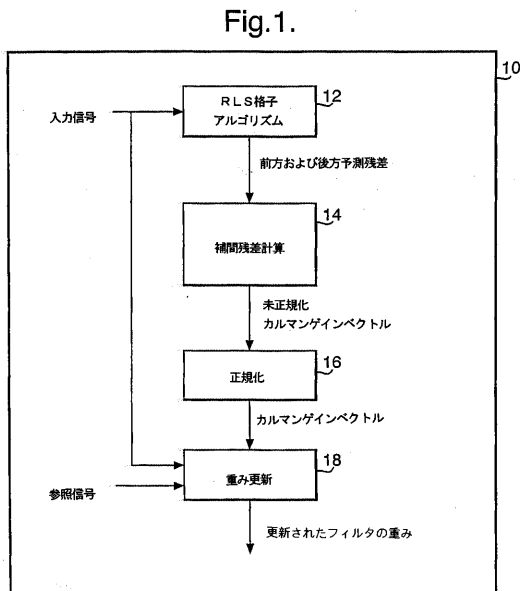 Fig.1.
10
入力信号
RLS格子
アルゴリズム
12
前方および後方予測残差
14
補間残差計算
未正規化
カルマンゲインベクトル
16
正規化
カルマンゲインベクトル
18
重み更新
参照信号
更新されたフィルタの重み